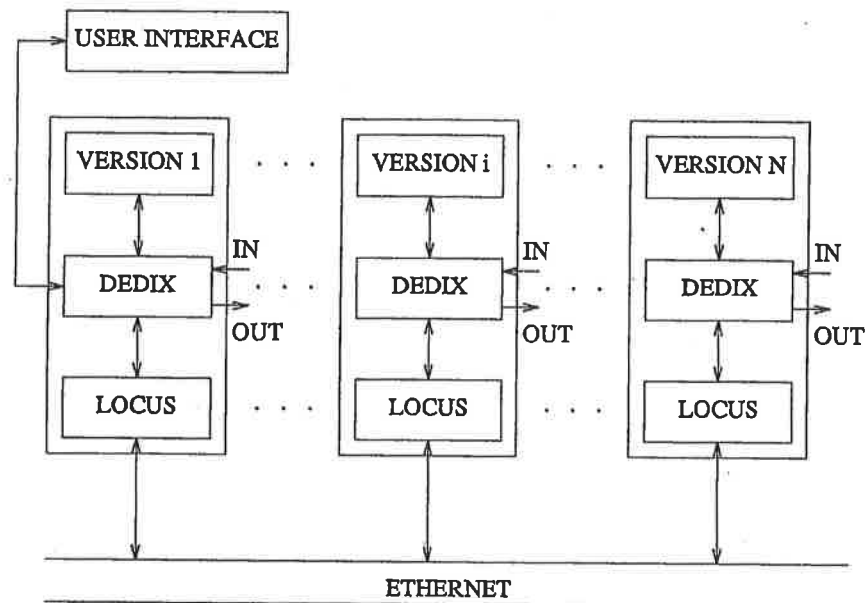 USER INTERFACE
VERSION 1 . . . VERSION i . . . VERSION N
IN IN IN
DEDIX . . . DEDIX . . . DEDIX
OUT OUT OUT
LOCUS . . . LOCUS . . . LOCUS
ETHERNET